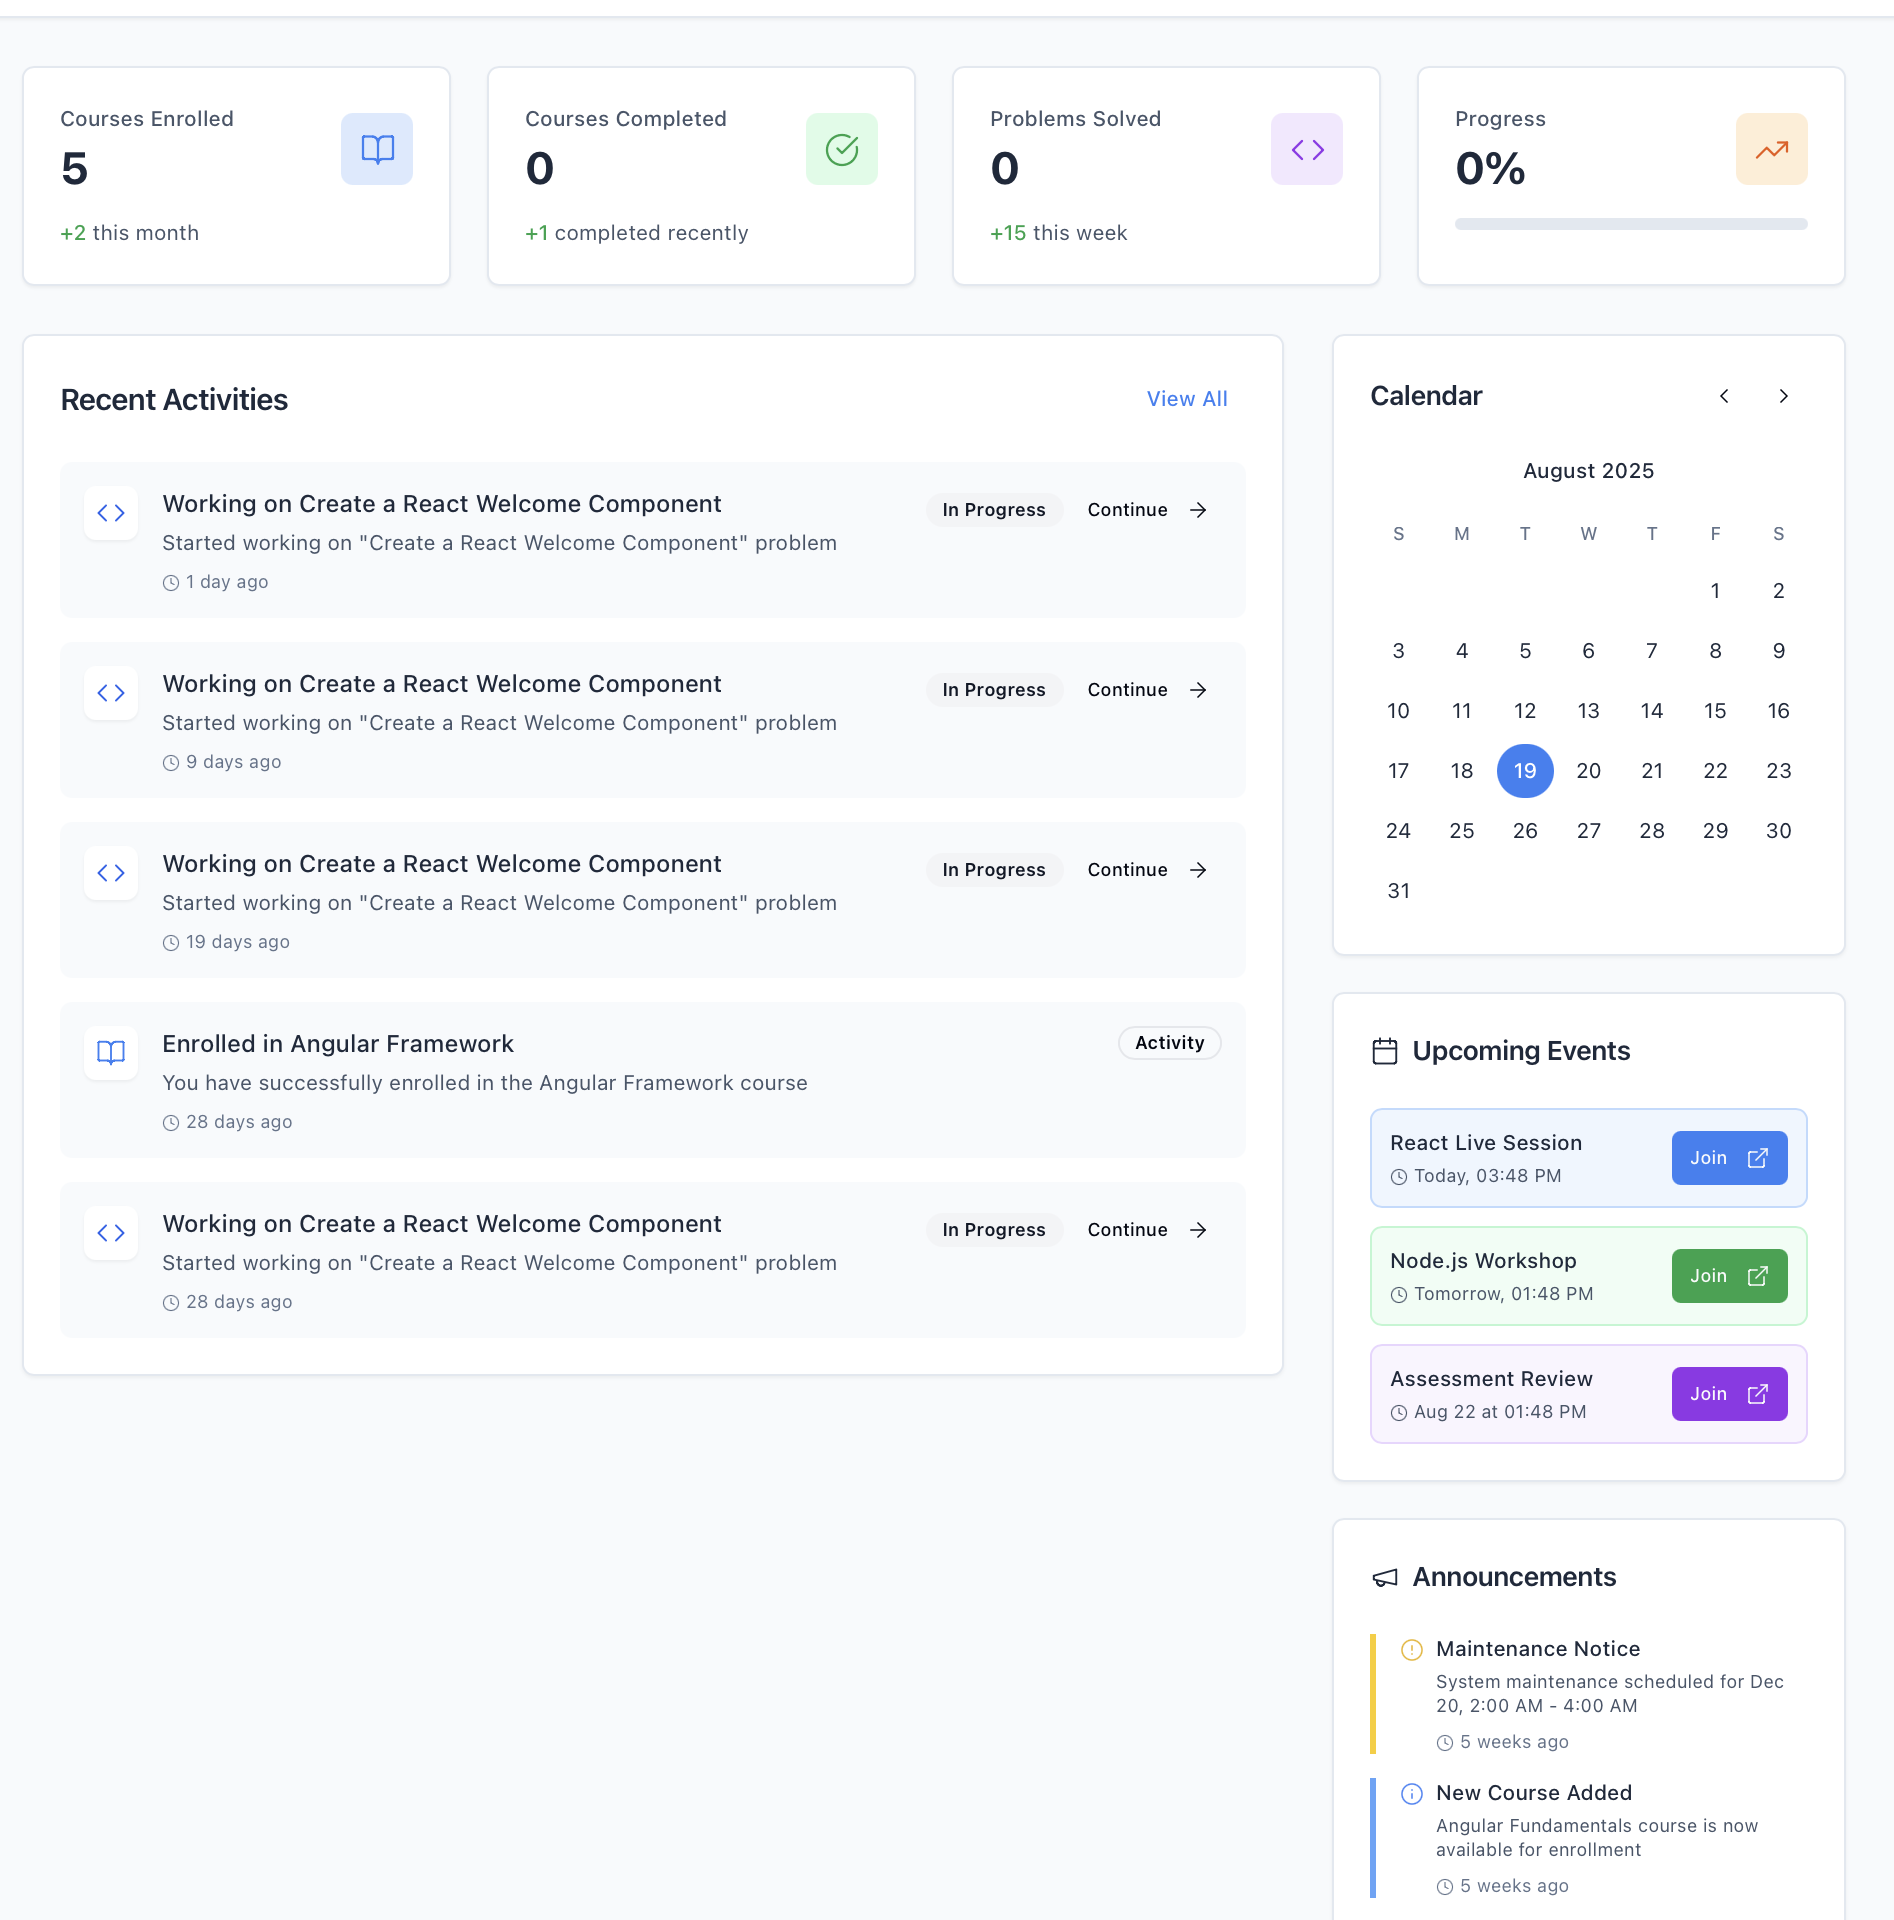 Courses Enrolled
5
+2 this month
Courses Completed
0
+1 completed recently
Problems Solved
0
+15 this week
Progress
0%
Recent Activities
View All
Working on Create a React Welcome Component
In Progress
Continue
Started working on "Create a React Welcome Component" problem
1 day ago
Working on Create a React Welcome Component
In Progress
Continue
Started working on "Create a React Welcome Component" problem
9 days ago
Working on Create a React Welcome Component
In Progress
Continue
Started working on "Create a React Welcome Component" problem
19 days ago
Enrolled in Angular Framework
Activity
You have successfully enrolled in the Angular Framework course
28 days ago
Working on Create a React Welcome Component
In Progress
Continue
Started working on "Create a React Welcome Component" problem
28 days ago
Calendar
August 2025
S M T W T F S
1 2
3 4 5 6 7 8 9
10 11 12 13 14 15 16
17 18 19 20 21 22 23
24 25 26 27 28 29 30
31
Upcoming Events
React Live Session
Today, 03:48 PM
Join
Node.js Workshop
Tomorrow, 01:48 PM
Join
Assessment Review
Aug 22 at 01:48 PM
Join
Announcements
Maintenance Notice
System maintenance scheduled for Dec
20, 2:00 AM - 4:00 AM
5 weeks ago
New Course Added
Angular Fundamentals course is now
available for enrollment
5 weeks ago